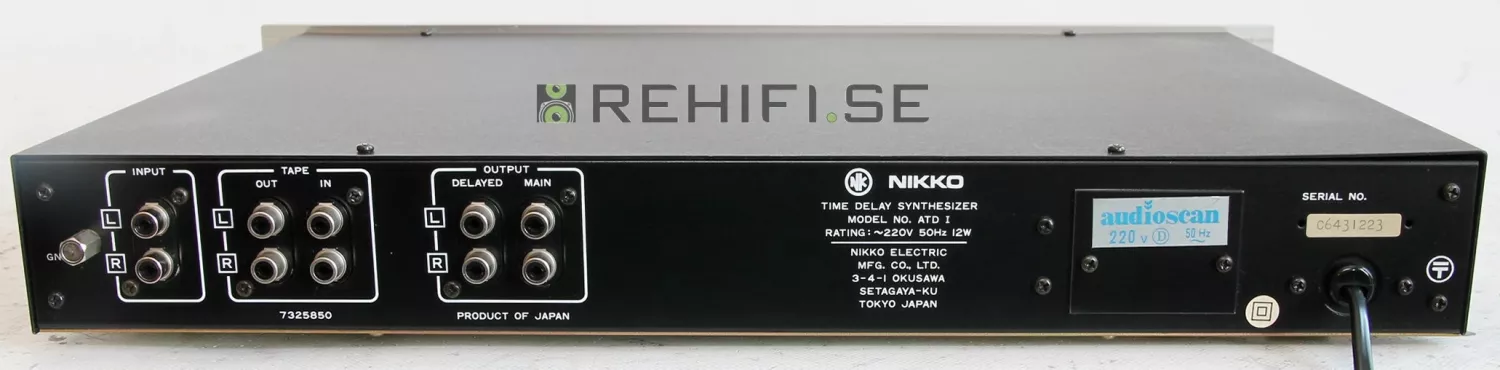 REHIFI.SE
INPUT
L
R
GN
TAPE
OUT IN
L
R
7325850
OUTPUT
DELAYED MAIN
L
R
PRODUCT OF JAPAN
NK NIKKO
TIME DELAY SYNTHESIZER
MODEL NO. ATD I
RATING: ~220V 50Hz 12W
NIKKO ELECTRIC
MFG. CO., LTD.
3-4-1 OKUSAWA
SETAGAYA-KU
TOKYO JAPAN
audioscan
220 V D 50 Hz
SERIAL NO.
C6431223